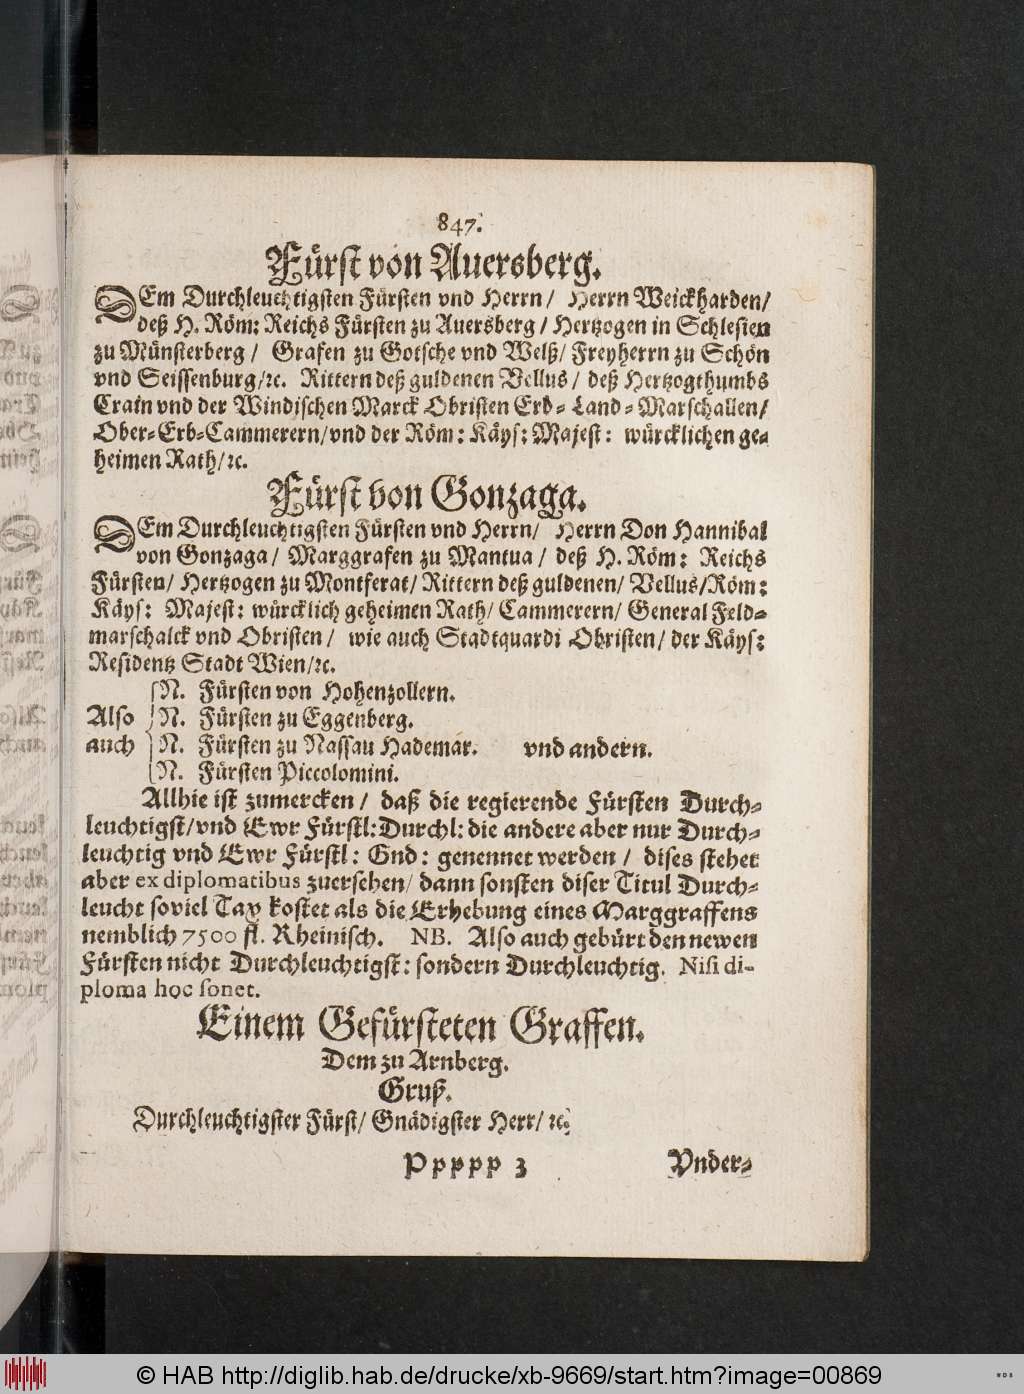 847.
Fürst von Auersberg.
DEm Durchleuchtigsten Fürsten vnd Herrn/ Herrn Weickharden/
deß H. Röm: Reichs Fürsten zu Auersberg/ Hertzogen in Schlesien
zu Münsterberg/ Grafen zu Gotsche vnd Welß/ Freyherrn zu Schön
vnd Seissenburg/ꝛc. Rittern deß guldenen Vellus/ deß Hertzogthumbs
Crain vnd der Windischen Marck Obristen Erb-Land-Marschallen/
Ober-Erb-Cammerern/vnd der Röm: Käys: Majest: würcklichen ge-
heimen Rath/ꝛc.
Fürst von Gonzaga.
DEm Durchleuchtigsten Fürsten vnd Herrn/ Herrn Don Hannibal
von Gonzaga/ Marggrafen zu Mantua/ deß H. Röm: Reichs
Fürsten/ Hertzogen zu Montferat/ Rittern deß guldenen/ Vellus/Röm:
Käys: Majest: würcklich geheimen Rath/ Cammerern/ General Feld-
marschalck vnd Obristen/ wie auch Stadtquardi Obristen/ der Käys:
Residentz Stadt Wien/ꝛc.
N. Fürsten von Hohenzollern.
Also N. Fürsten zu Eggenberg.
auch N. Fürsten zu Nassau Hademar. vnd andern.
N. Fürsten Piccolomini.
Allhie ist zumercken/ daß die regierende Fürsten Durch-
leuchtigst/vnd Ewr Fürstl: Durchl: die andere aber nur Durch-
leuchtig vnd Ewr Fürstl: Gnd: genennet werden/ dises stehet
aber ex diplomatibus zuersehen/ dann sonsten diser Titul Durch-
leucht soviel Tax kostet als die Erhebung eines Marggraffens
nemblich 7500 fl. Rheinisch. NB. Also auch gebürt den newen
Fürsten nicht Durchleuchtigst: sondern Durchleuchtig. Nisi di-
ploma hoc sonet.
Einem Gefürsteten Graffen.
Dem zu Arnberg.
Gruß.
Durchleuchtigster Fürst/ Gnädigster Herr/ ꝛc.
Ppppp 3 Vnder-
© HAB http://diglib.hab.de/drucke/xb-9669/start.htm?image=00869